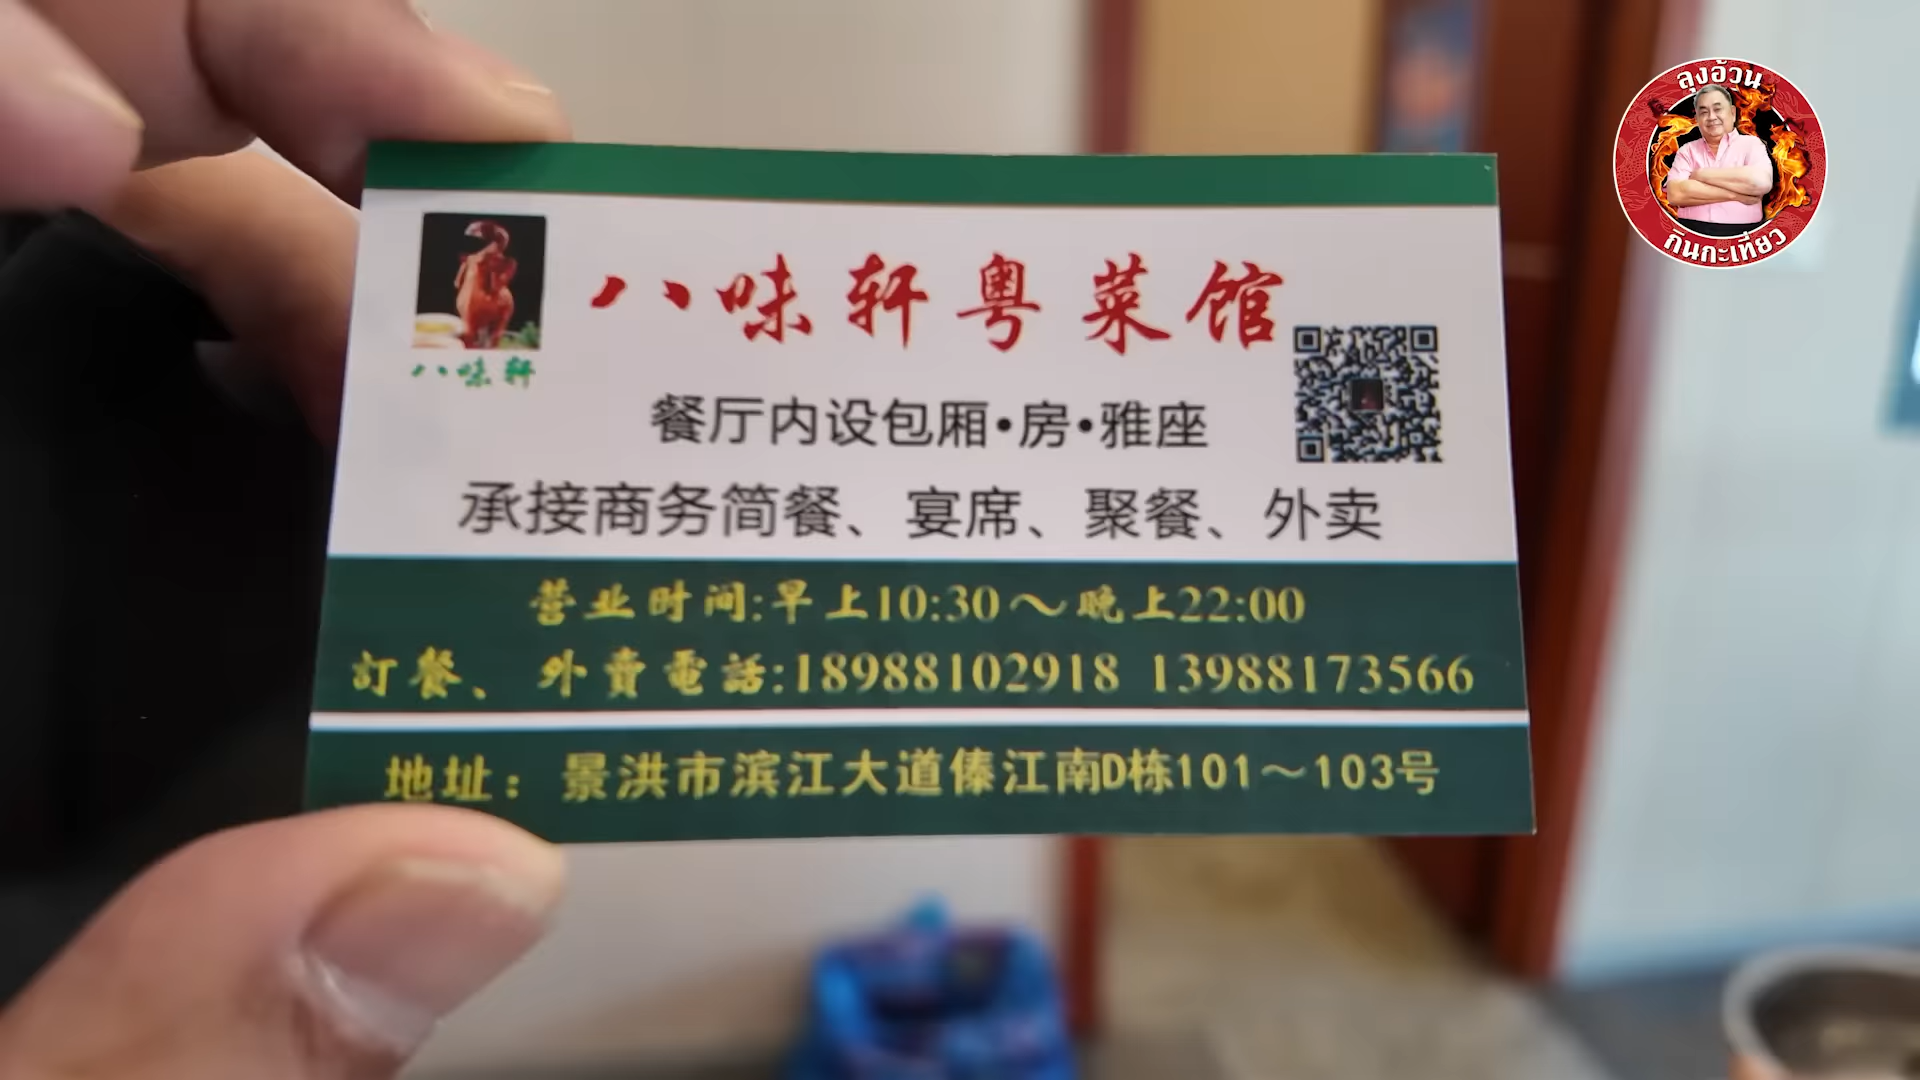 ลุงอ้วน
กินกะเที่ยว
八味轩粤菜馆
八味轩
餐厅内设包厢•房•雅座
承接商务简餐、宴席、聚餐、外卖
营业时间:早上10:30～晚上22:00
訂餐、外賣電話:18988102918 13988173566
地址：景洪市滨江大道傣江南D栋101～103号